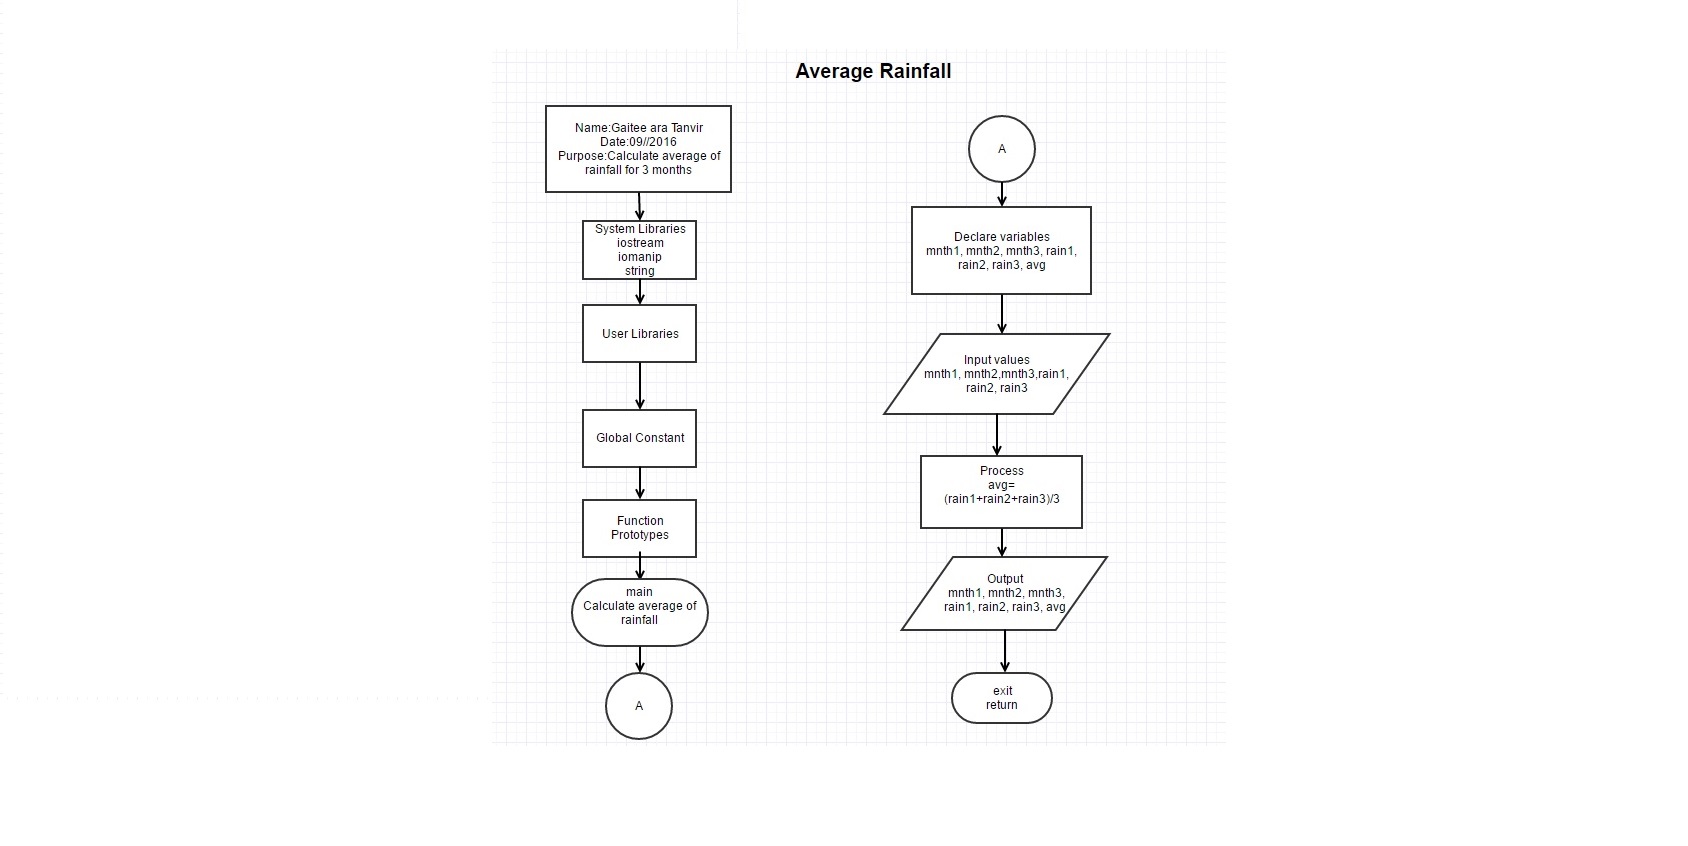 Average Rainfall
Name:Gaitee ara Tanvir
Date:09//2016
Purpose:Calculate average of
rainfall for 3 months
System Libraries
iostream
iomanip
string
User Libraries
Global Constant
Function
Prototypes
main
Calculate average of
rainfall
A
A
Declare variables
mnth1, mnth2, mnth3, rain1,
rain2, rain3, avg
Input values
mnth1, mnth2,mnth3,rain1,
rain2, rain3
Process
avg=
(rain1+rain2+rain3)/3
Output
mnth1, mnth2, mnth3,
rain1, rain2, rain3, avg
exit
return